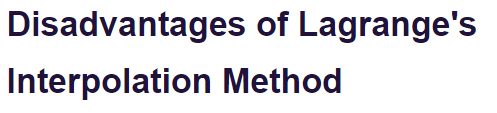 Disadvantages of Lagrange's
Interpolation Method